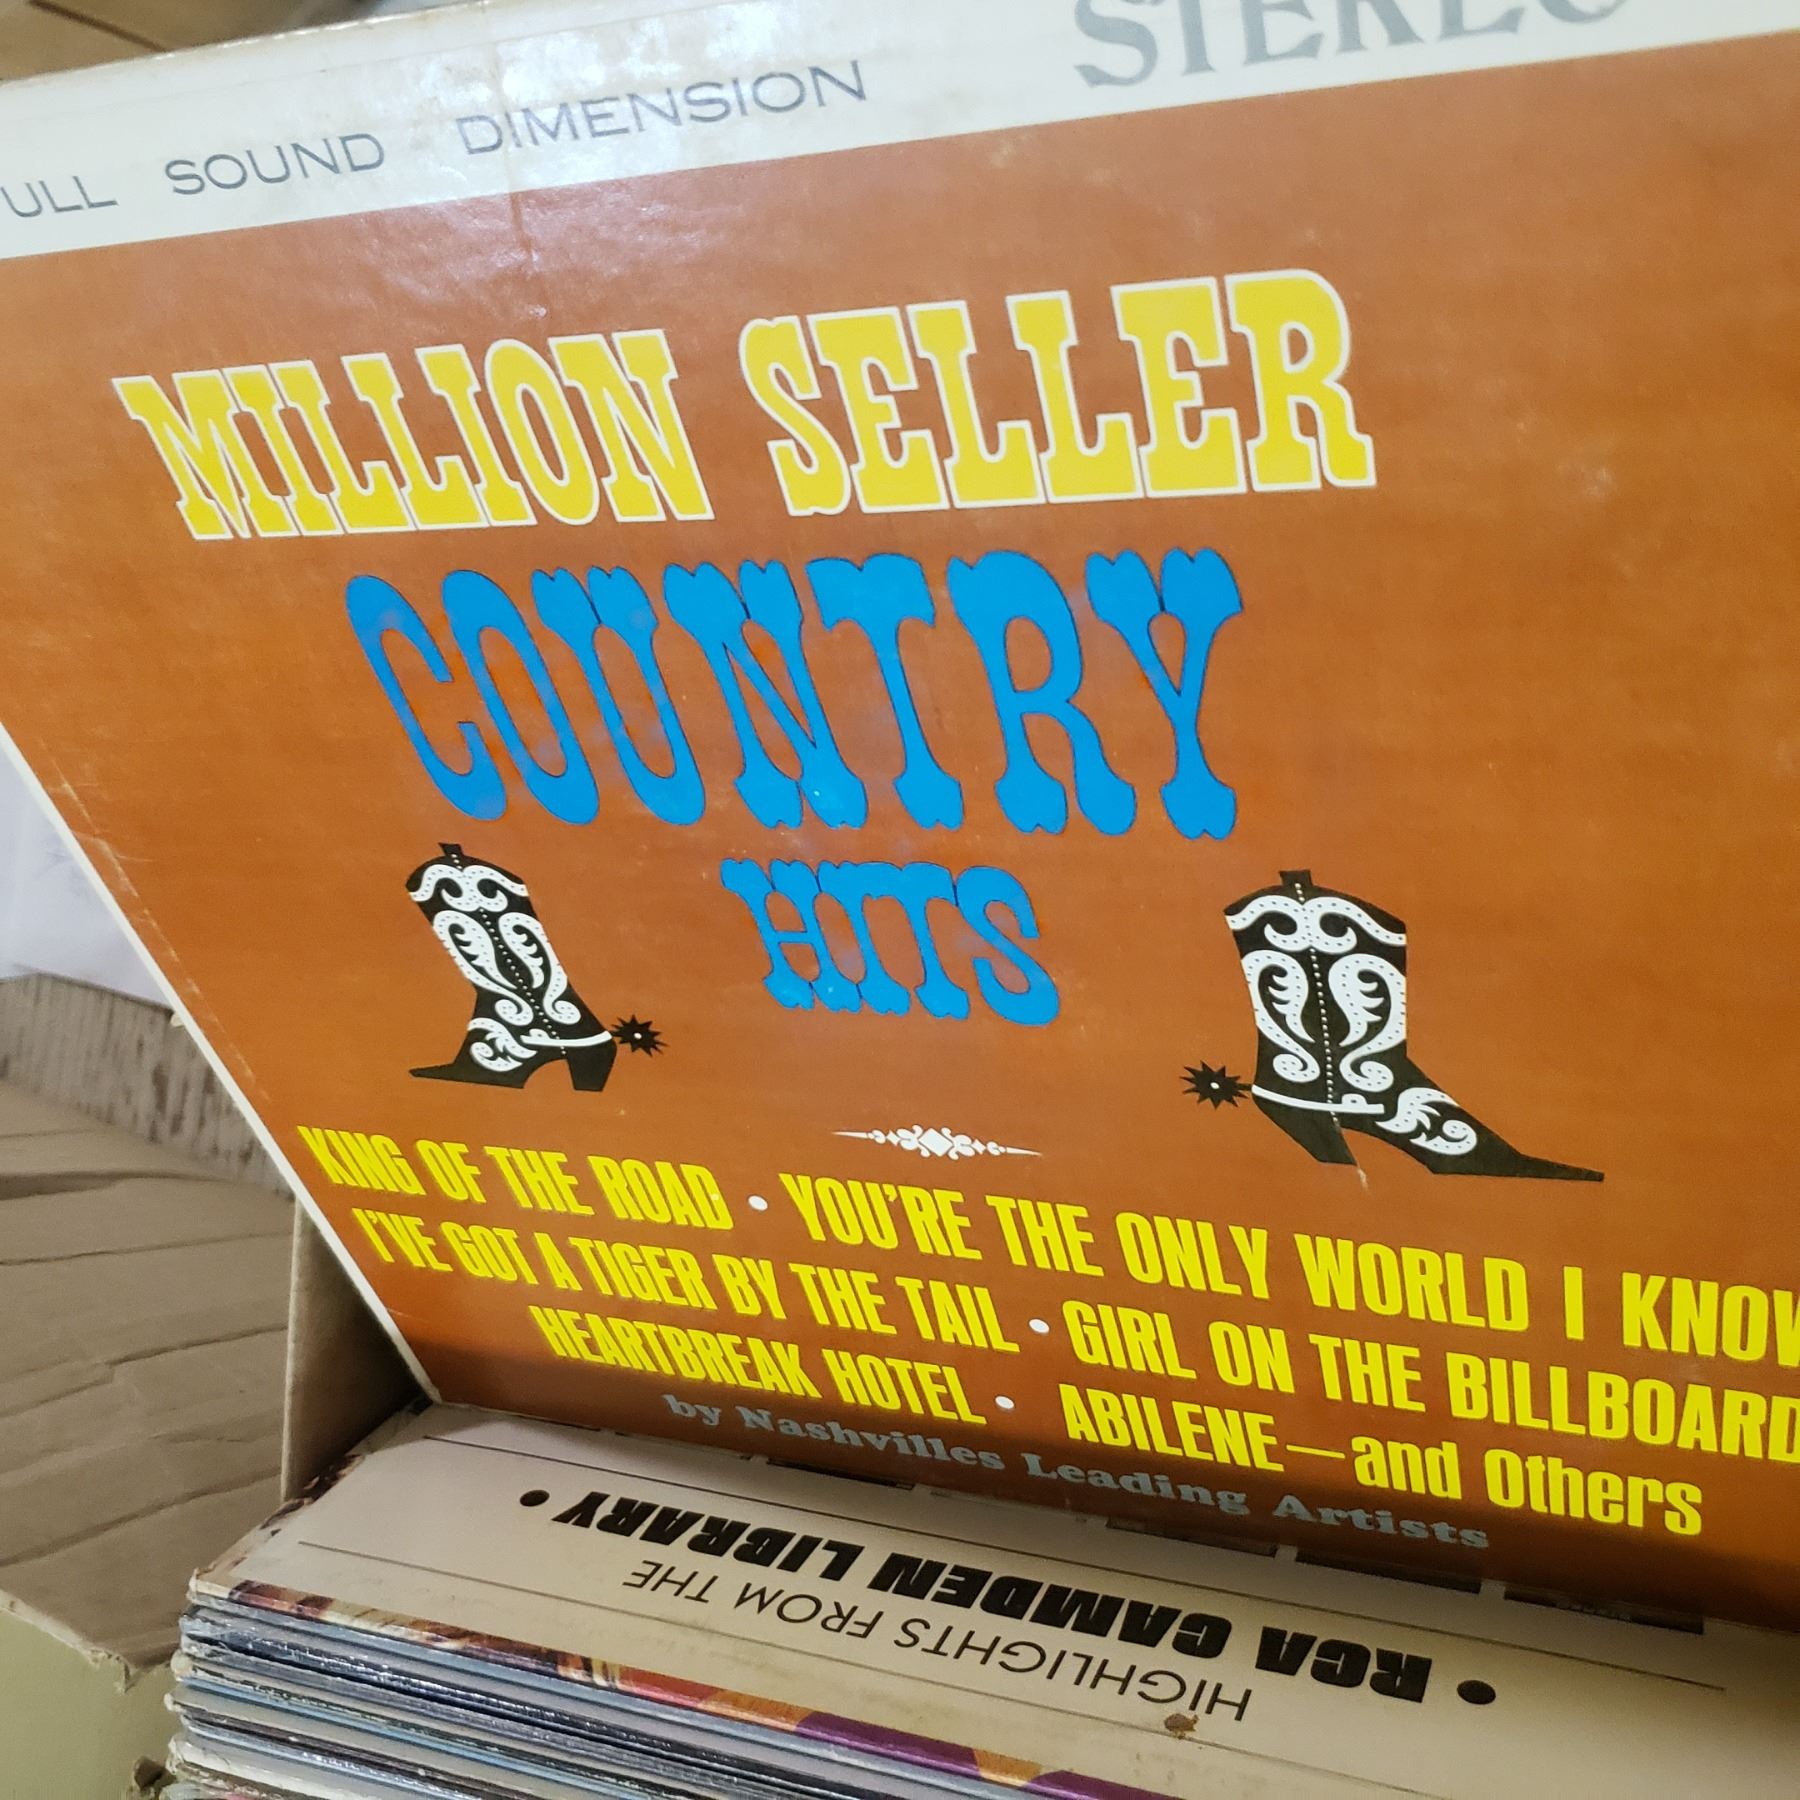 ULL SOUND DIMENSION STEREO
MILLION SELLER
COUNTRY
HITS
KING OF THE ROAD • YOU'RE THE ONLY WORLD I KNOW
I'VE GOT A TIGER BY THE TAIL • GIRL ON THE BILLBOARD
HEARTBREAK HOTEL • ABILENE—and Others
by Nashvilles Leading Artists
HIGHLIGHTS FROM THE
• RCA CAMDEN LIBRARY •